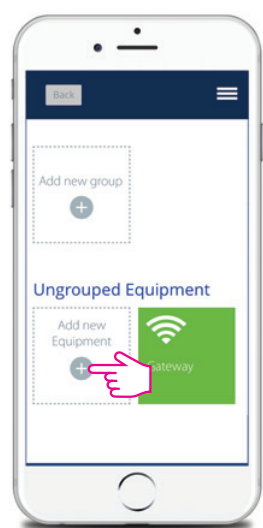 Back
Add new group
Ungrouped Equipment
Add new
Equipment
Gateway